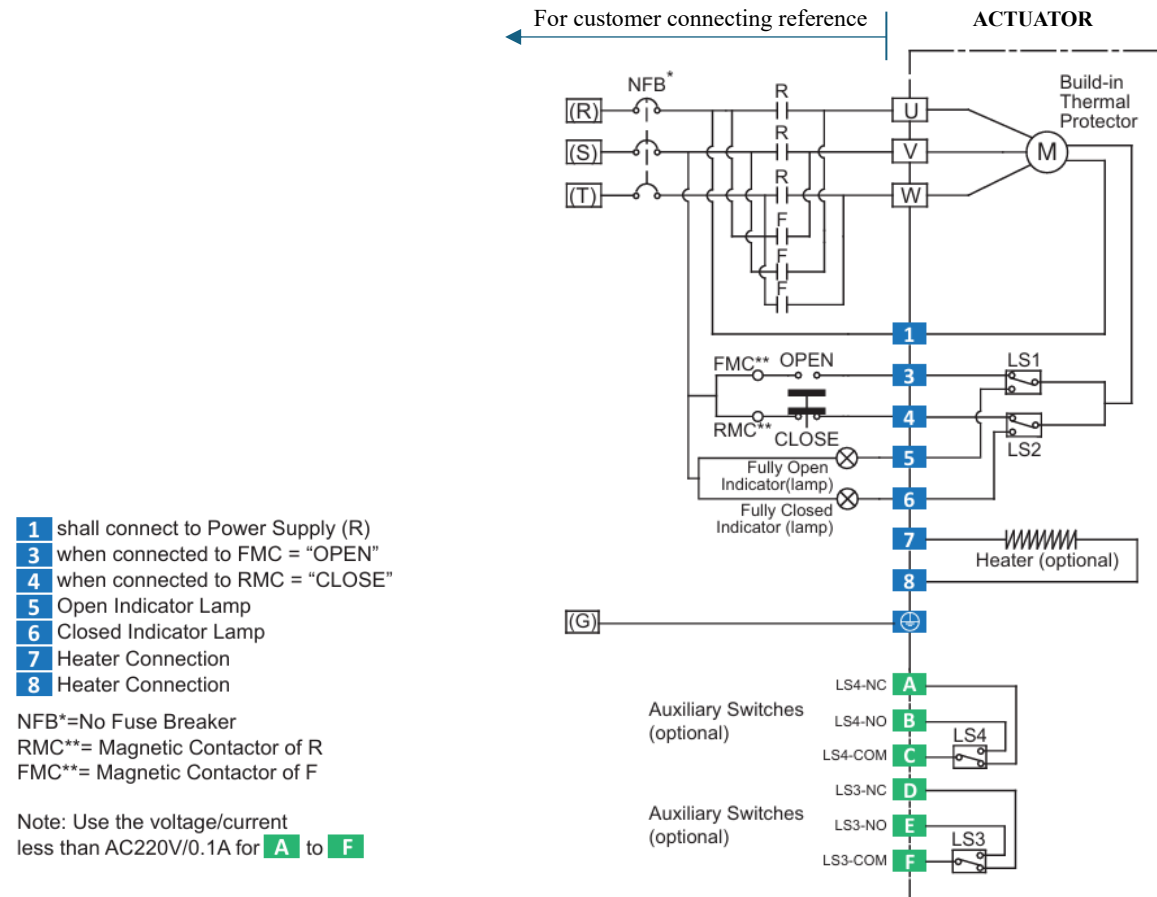 For customer connecting reference
ACTUATOR
NFB*
Build-in
Thermal
Protector
(R)
R
U
(S)
R
V
M
(T)
R
W
F
F
F
1
FMC** OPEN
3
LS1
RMC**
4
CLOSE
LS2
Fully Open
Indicator(lamp)
5
Fully Closed
Indicator (lamp)
6
7
Heater (optional)
8
(G)
1 shall connect to Power Supply (R)
3 when connected to FMC = “OPEN”
4 when connected to RMC = “CLOSE”
5 Open Indicator Lamp
6 Closed Indicator Lamp
7 Heater Connection
8 Heater Connection
NFB*=No Fuse Breaker
RMC**= Magnetic Contactor of R
FMC**= Magnetic Contactor of F
Note: Use the voltage/current
less than AC220V/0.1A for A to F
Auxiliary Switches
(optional)
LS4-NC A
LS4-NO B
LS4-COM C
LS4
Auxiliary Switches
(optional)
LS3-NC D
LS3-NO E
LS3-COM F
LS3